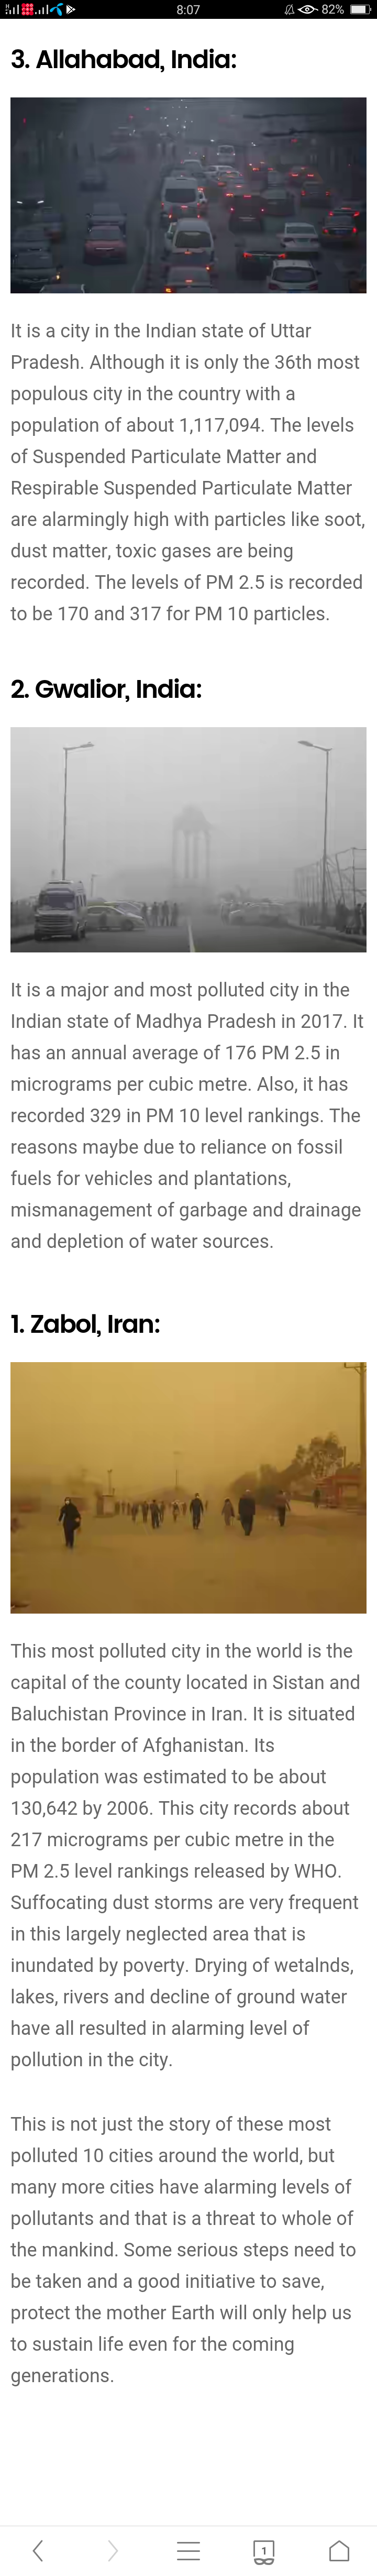 8:07
82%
3. Allahabad, India:
It is a city in the Indian state of Uttar
Pradesh. Although it is only the 36th most
populous city in the country with a
population of about 1,117,094. The levels
of Suspended Particulate Matter and
Respirable Suspended Particulate Matter
are alarmingly high with particles like soot,
dust matter, toxic gases are being
recorded. The levels of PM 2.5 is recorded
to be 170 and 317 for PM 10 particles.
2. Gwalior, India:
It is a major and most polluted city in the
Indian state of Madhya Pradesh in 2017. It
has an annual average of 176 PM 2.5 in
micrograms per cubic metre. Also, it has
recorded 329 in PM 10 level rankings. The
reasons maybe due to reliance on fossil
fuels for vehicles and plantations,
mismanagement of garbage and drainage
and depletion of water sources.
1. Zabol, Iran:
This most polluted city in the world is the
capital of the county located in Sistan and
Baluchistan Province in Iran. It is situated
in the border of Afghanistan. Its
population was estimated to be about
130,642 by 2006. This city records about
217 micrograms per cubic metre in the
PM 2.5 level rankings released by WHO.
Suffocating dust storms are very frequent
in this largely neglected area that is
inundated by poverty. Drying of wetalnds,
lakes, rivers and decline of ground water
have all resulted in alarming level of
pollution in the city.
This is not just the story of these most
polluted 10 cities around the world, but
many more cities have alarming levels of
pollutants and that is a threat to whole of
the mankind. Some serious steps need to
be taken and a good initiative to save,
protect the mother Earth will only help us
to sustain life even for the coming
generations.
1